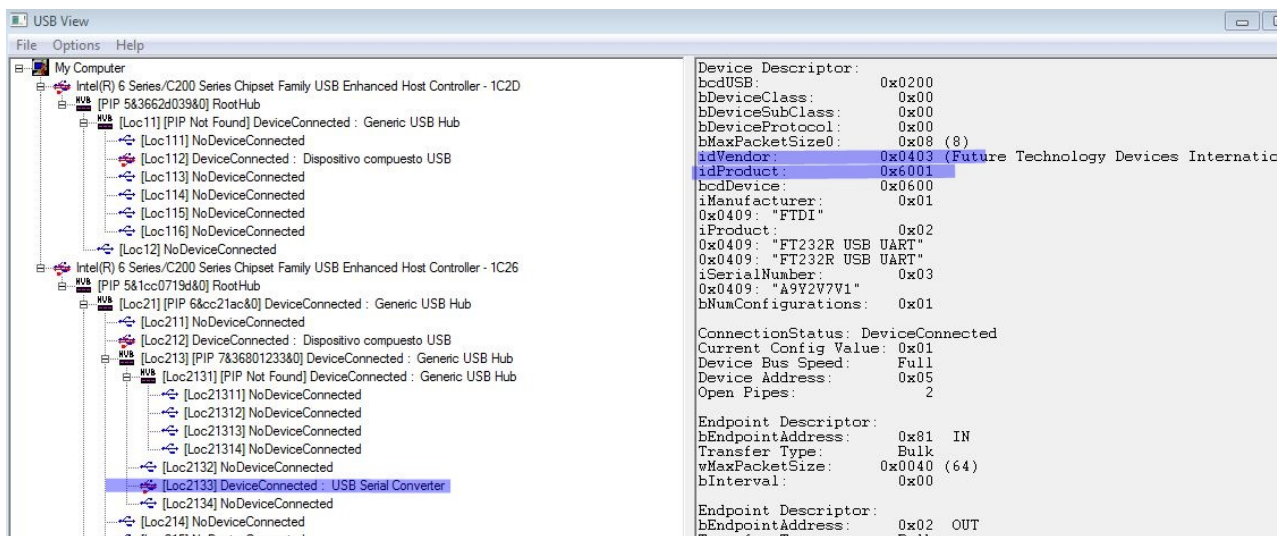 USB View
File Options Help
My Computer
Intel(R) 6 Series/C200 Series Chipset Family USB Enhanced Host Controller - 1C2D
[PIP 5&3662d039&0] RootHub
[Loc11] [PIP Not Found] DeviceConnected : Generic USB Hub
[Loc111] NoDeviceConnected
[Loc112] DeviceConnected : Dispositivo compuesto USB
[Loc113] NoDeviceConnected
[Loc114] NoDeviceConnected
[Loc115] NoDeviceConnected
[Loc116] NoDeviceConnected
[Loc12] NoDeviceConnected
Intel(R) 6 Series/C200 Series Chipset Family USB Enhanced Host Controller - 1C26
[PIP 5&1cc0719d&0] RootHub
[Loc21] [PIP 6&cc21ac&0] DeviceConnected : Generic USB Hub
[Loc211] NoDeviceConnected
[Loc212] DeviceConnected : Dispositivo compuesto USB
[Loc213] [PIP 7&36801233&0] DeviceConnected : Generic USB Hub
[Loc2131] [PIP Not Found] DeviceConnected : Generic USB Hub
[Loc21311] NoDeviceConnected
[Loc21312] NoDeviceConnected
[Loc21313] NoDeviceConnected
[Loc21314] NoDeviceConnected
[Loc2132] NoDeviceConnected
[Loc2133] DeviceConnected : USB Serial Converter
[Loc2134] NoDeviceConnected
[Loc214] NoDeviceConnected
Device Descriptor:
bcdUSB: 0x0200
bDeviceClass: 0x00
bDeviceSubClass: 0x00
bDeviceProtocol: 0x00
bMaxPacketSize0: 0x08 (8)
idVendor: 0x0403 (Future Technology Devices Internatio
idProduct: 0x6001
bcdDevice: 0x0600
iManufacturer: 0x01
0x0409: "FTDI"
iProduct: 0x02
0x0409: "FT232R USB UART"
0x0409: "FT232R USB UART"
iSerialNumber: 0x03
0x0409: "A9Y2V7V1"
bNumConfigurations: 0x01
ConnectionStatus: DeviceConnected
Current Config Value: 0x01
Device Bus Speed: Full
Device Address: 0x05
Open Pipes: 2
Endpoint Descriptor:
bEndpointAddress: 0x81 IN
Transfer Type: Bulk
wMaxPacketSize: 0x0040 (64)
bInterval: 0x00
Endpoint Descriptor:
bEndpointAddress: 0x02 OUT